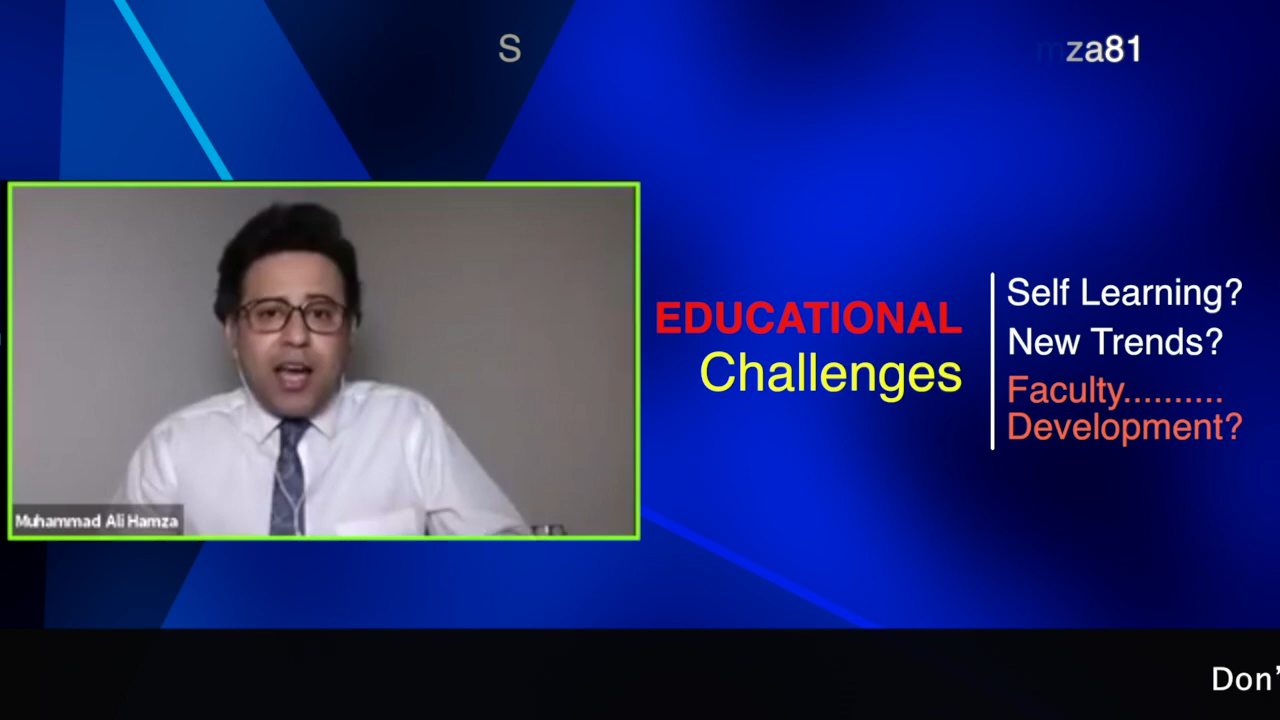 S
za81
EDUCATIONAL
Challenges
Self Learning?
New Trends?
Faculty..........
Development?
Muhammad Ali Hamza
Don'